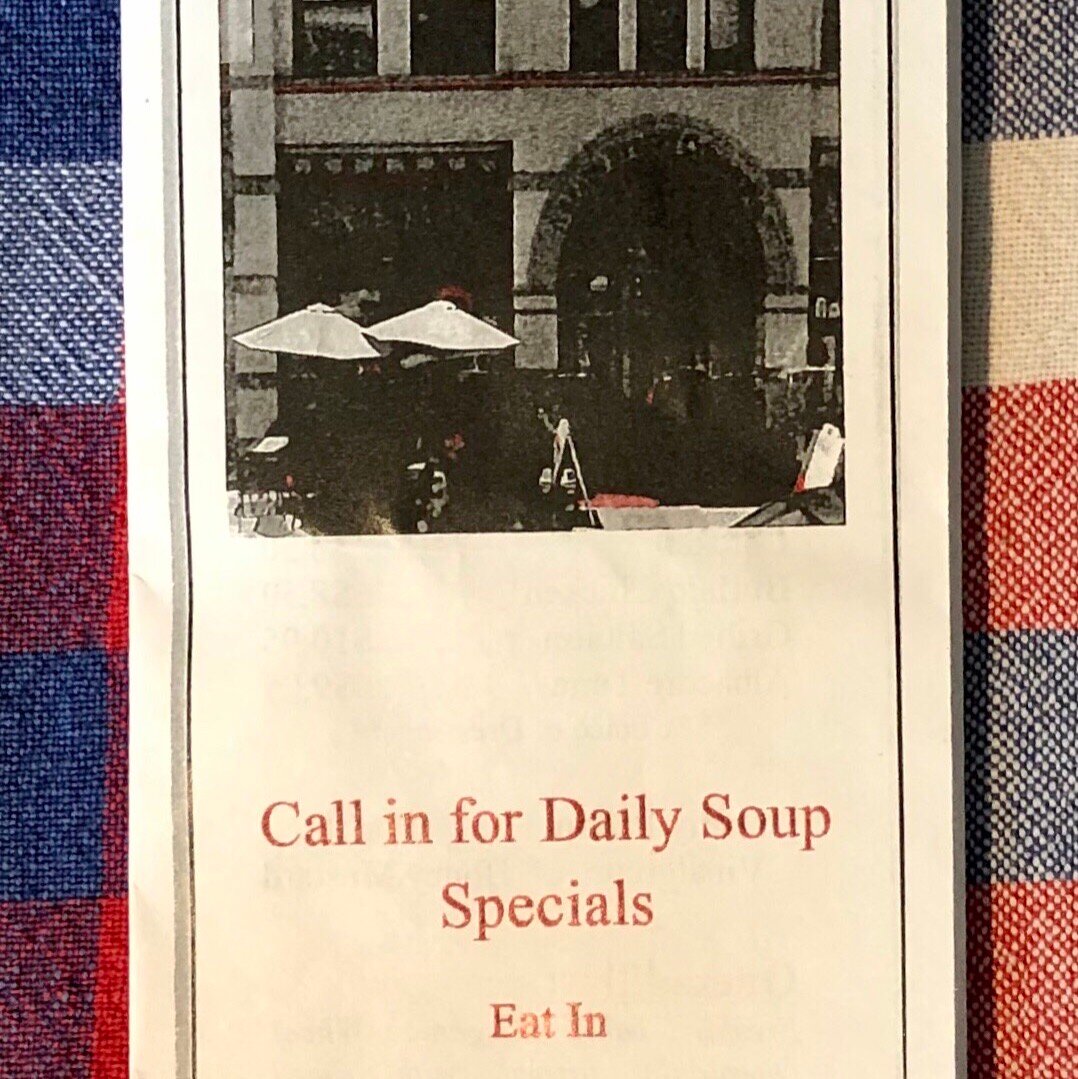 Call in for Daily Soup
Specials
Eat In